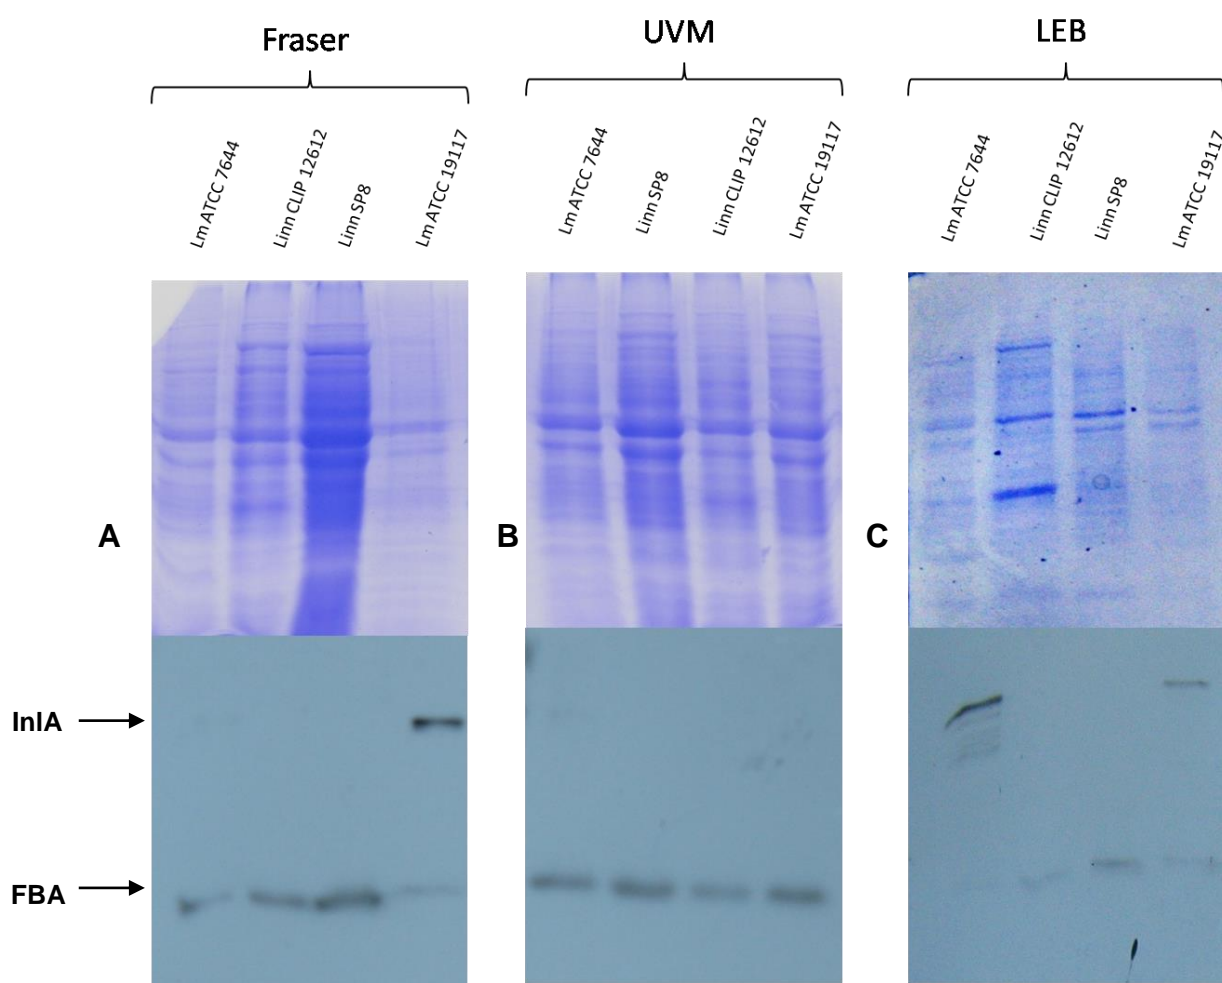 Fraser
UVM
LEB
Lm ATCC 7644
Linn CLIP 12612
Linn SP8
Lm ATCC 19117
Lm ATCC 7644
Linn SP8
Linn CLIP 12612
Lm ATCC 19117
Lm ATCC 7644
Linn CLIP 12612
Linn SP8
Lm ATCC 19117
A
B
C
InlA
FBA